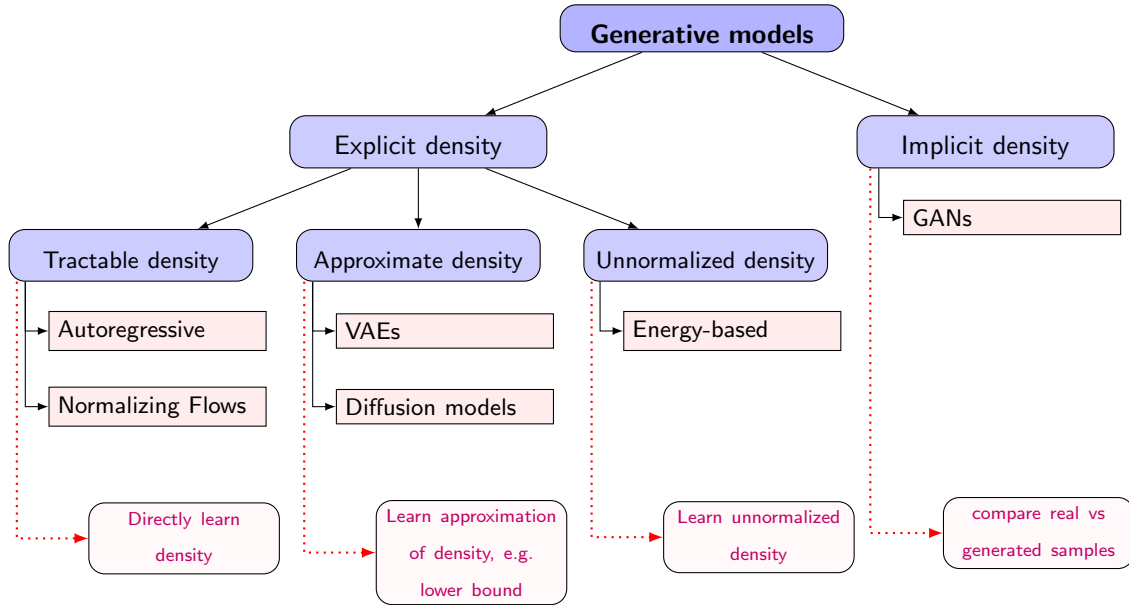 Generative models
Explicit density
Implicit density
GANs
Tractable density
Approximate density
Unnormalized density
Autoregressive
VAEs
Energy-based
Normalizing Flows
Diffusion models
Directly learn
density
Learn approximation
of density, e.g.
lower bound
Learn unnormalized
density
compare real vs
generated samples